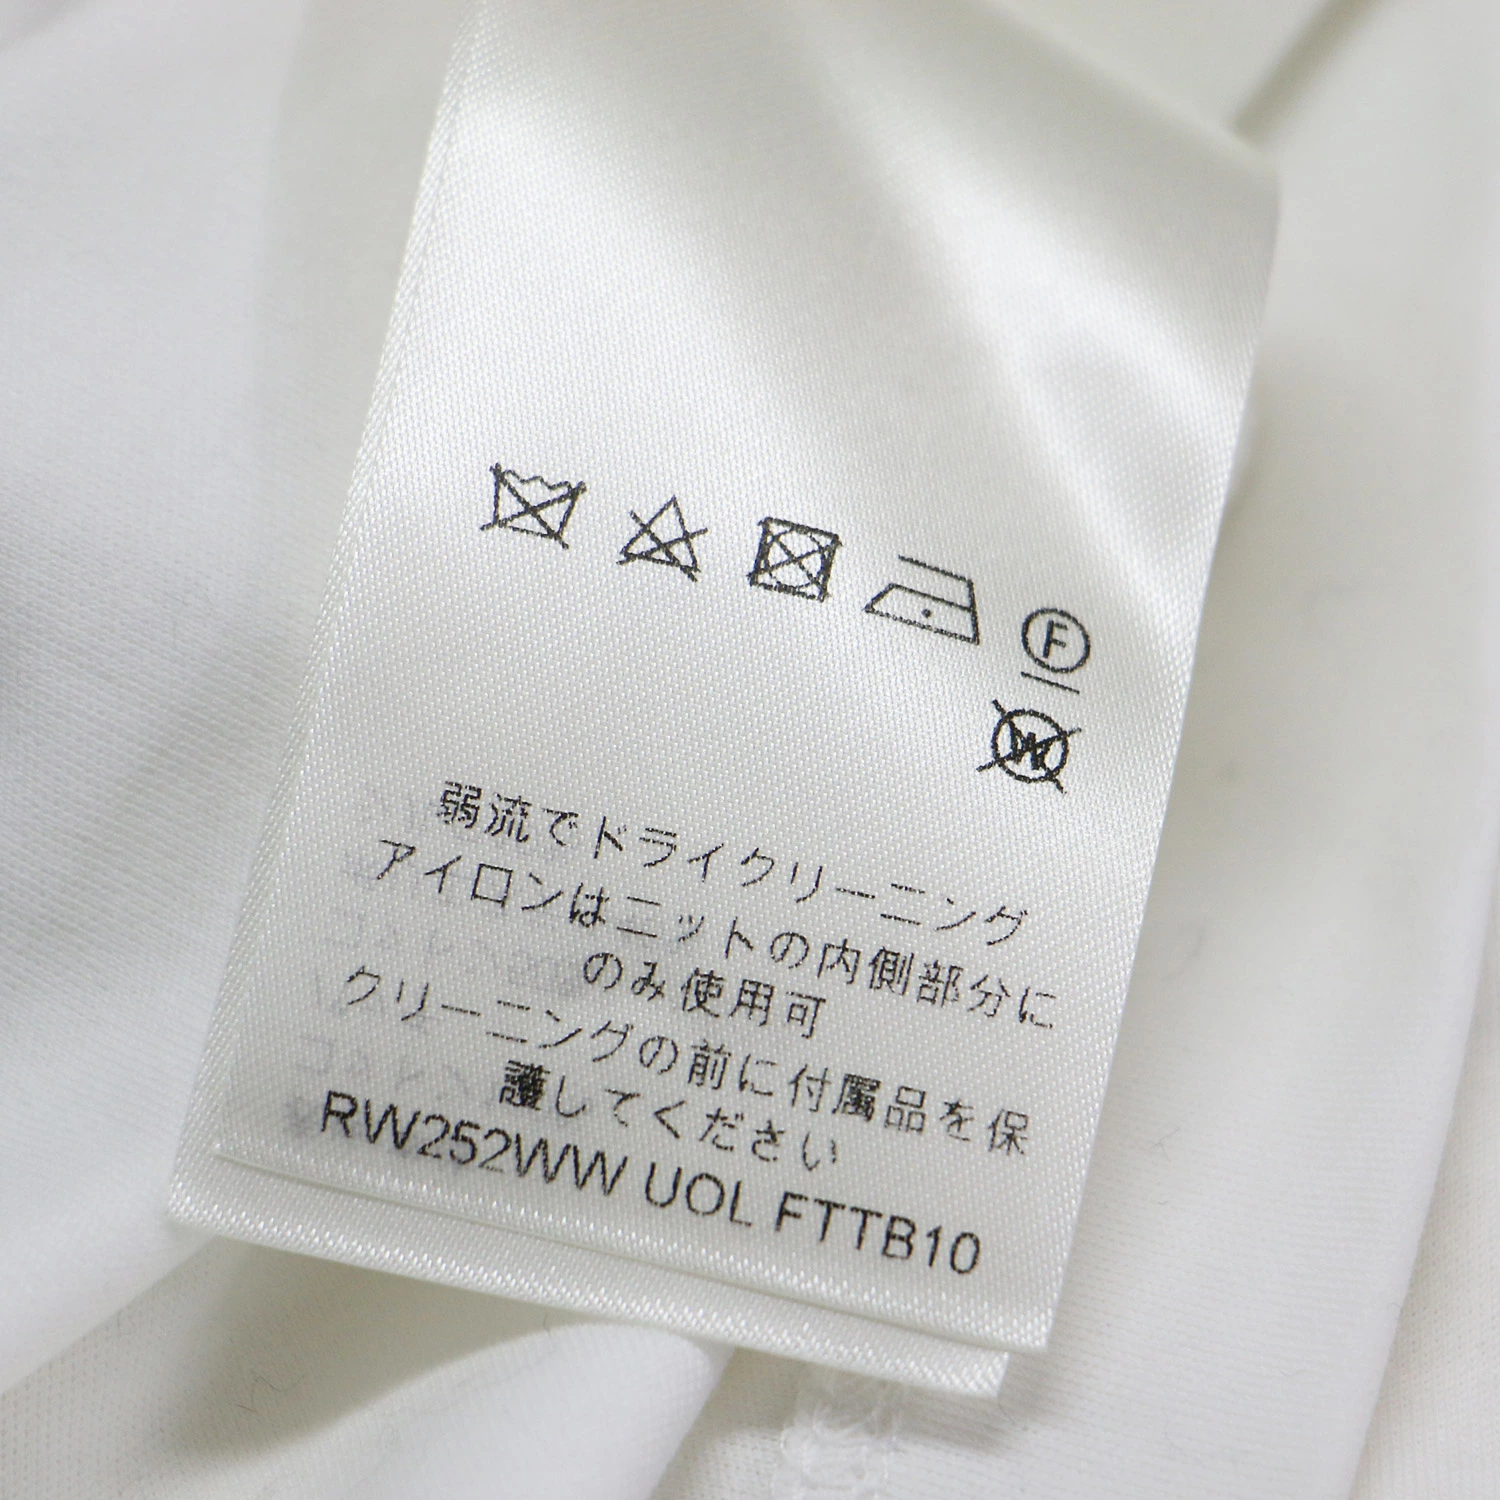 F
W
弱流でドライクリーニング
アイロンはニットの内側部分に
のみ使用可
クリーニングの前に付属品を保
護してください
RW252WW UOL FTTB10